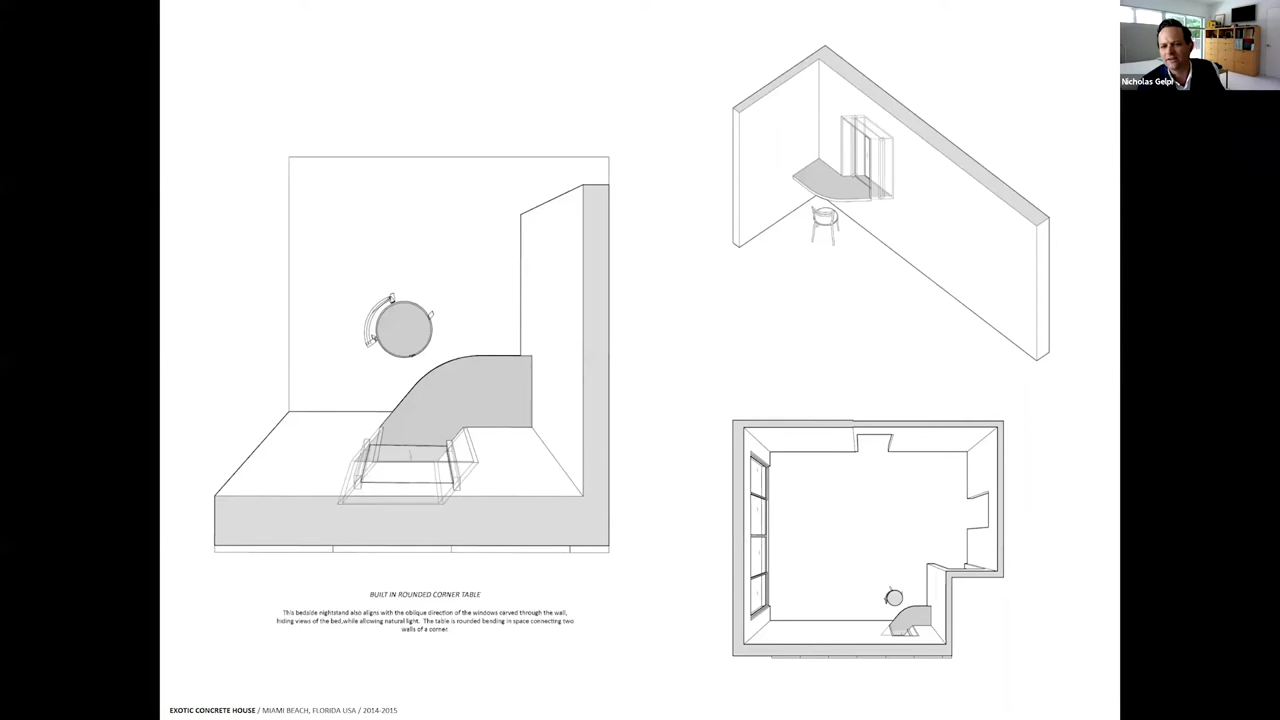 Nicholas Gelpi
BUILT IN ROUNDED CORNER TABLE
This bedside nightstand also aligns with the oblique direction of the windows carved through the wall,
hiding views of the bed,while allowing natural light. The table is rounded bending in space connecting two
walls of a corner.
EXOTIC CONCRETE HOUSE / MIAMI BEACH, FLORIDA USA / 2014-2015